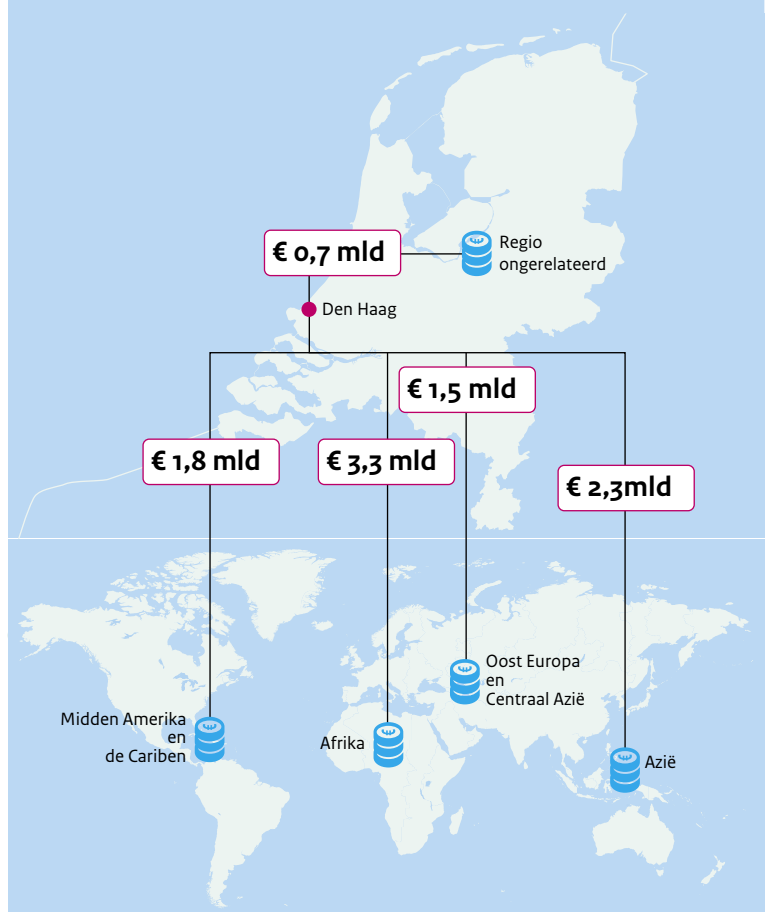 € 0,7 mld
Regio
ongerelateerd
Den Haag
€ 1,5 mld
€ 1,8 mld
€ 3,3 mld
€ 2,3mld
Oost Europa
en
Centraal Azië
Midden Amerika
en
de Cariben
Afrika
Azië